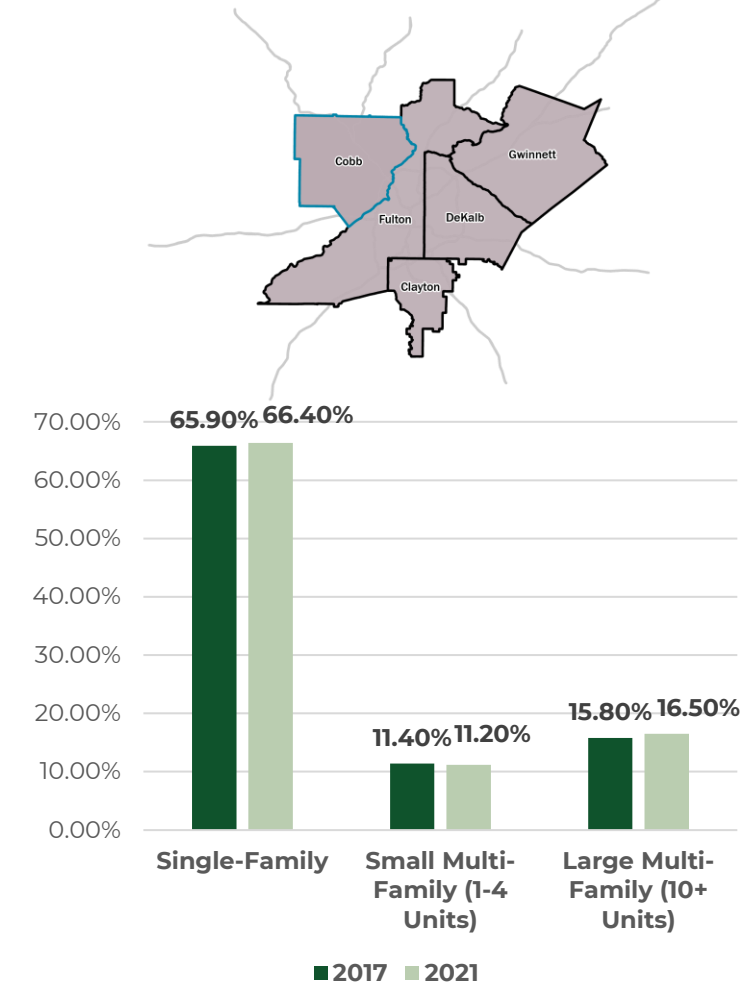 Cobb
Gwinnett
Fulton
DeKalb
Clayton
70.00%
65.90% 66.40%
60.00%
50.00%
40.00%
30.00%
20.00%
15.80% 16.50%
11.40% 11.20%
10.00%
0.00%
Single-Family
Small Multi-
Family (1-4
Units)
Large Multi-
Family (10+
Units)
2017 2021